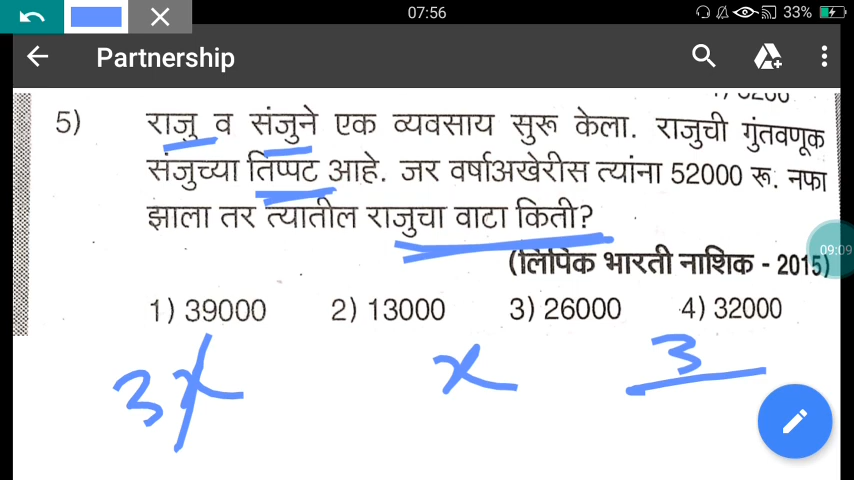 07:56 33%
Partnership
5) राजु व संजुने एक व्यवसाय सुरू केला. राजुची गुंतवणूक
संजुच्या तिप्पट आहे. जर वर्षाअखेरीस त्यांना 52000 रू. नफा
झाला तर त्यातील राजुचा वाटा किती?
09:09
(लिपिक भारती नाशिक - 2015)
1) 39000 2) 13000 3) 26000 4) 32000
3x x 3